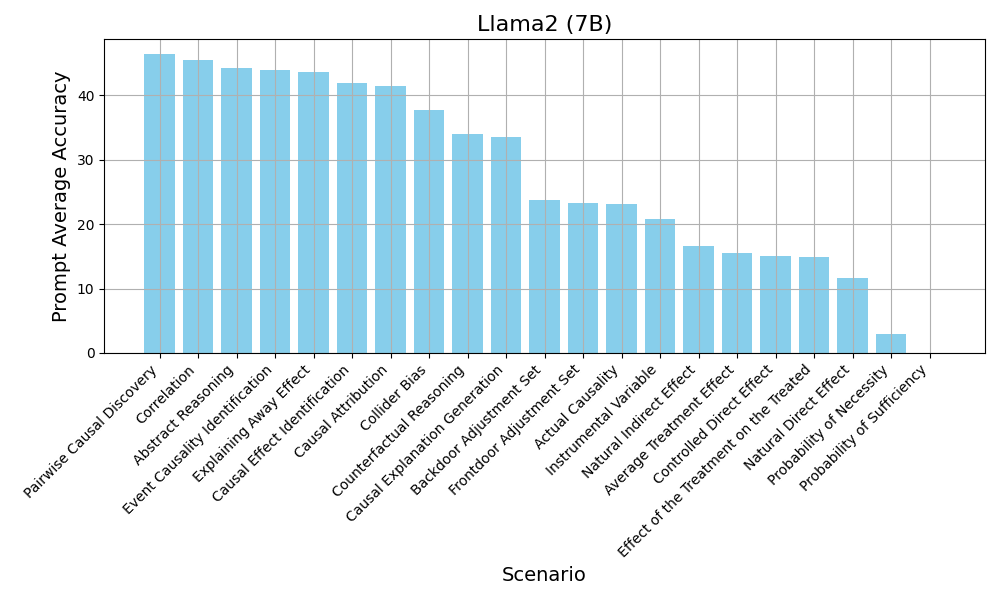 Llama2 (7B)
Prompt Average Accuracy
40
30
20
10
0
Pairwise Causal Discovery
Correlation
Abstract Reasoning
Event Causality Identification
Explaining Away Effect
Causal Effect Identification
Causal Attribution
Collider Bias
Counterfactual Reasoning
Causal Explanation Generation
Backdoor Adjustment Set
Frontdoor Adjustment Set
Actual Causality
Instrumental Variable
Natural Indirect Effect
Average Treatment Effect
Controlled Direct Effect
Effect of the Treatment on the Treated
Natural Direct Effect
Probability of Necessity
Probability of Sufficiency
Scenario